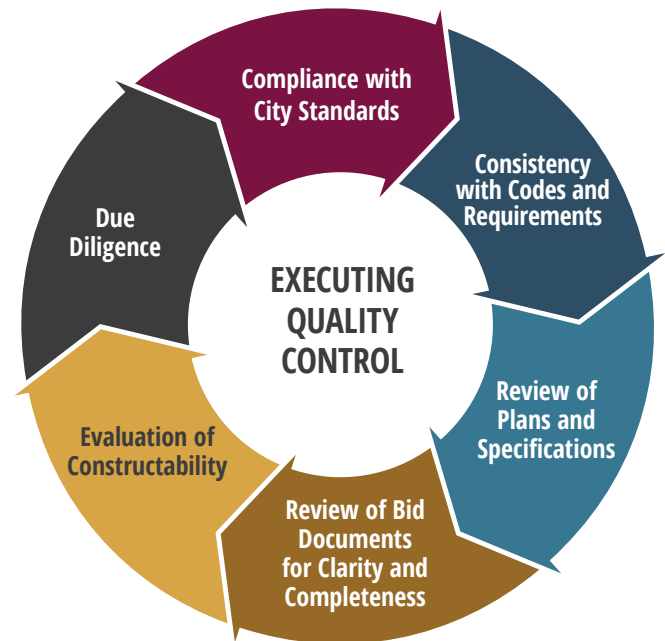 Compliance with
City Standards
Consistency
with Codes and
Requirements
Due
Diligence
EXECUTING
QUALITY
CONTROL
Review of
Plans and
Specifications
Evaluation of
Constructability
Review of Bid
Documents
for Clarity and
Completeness